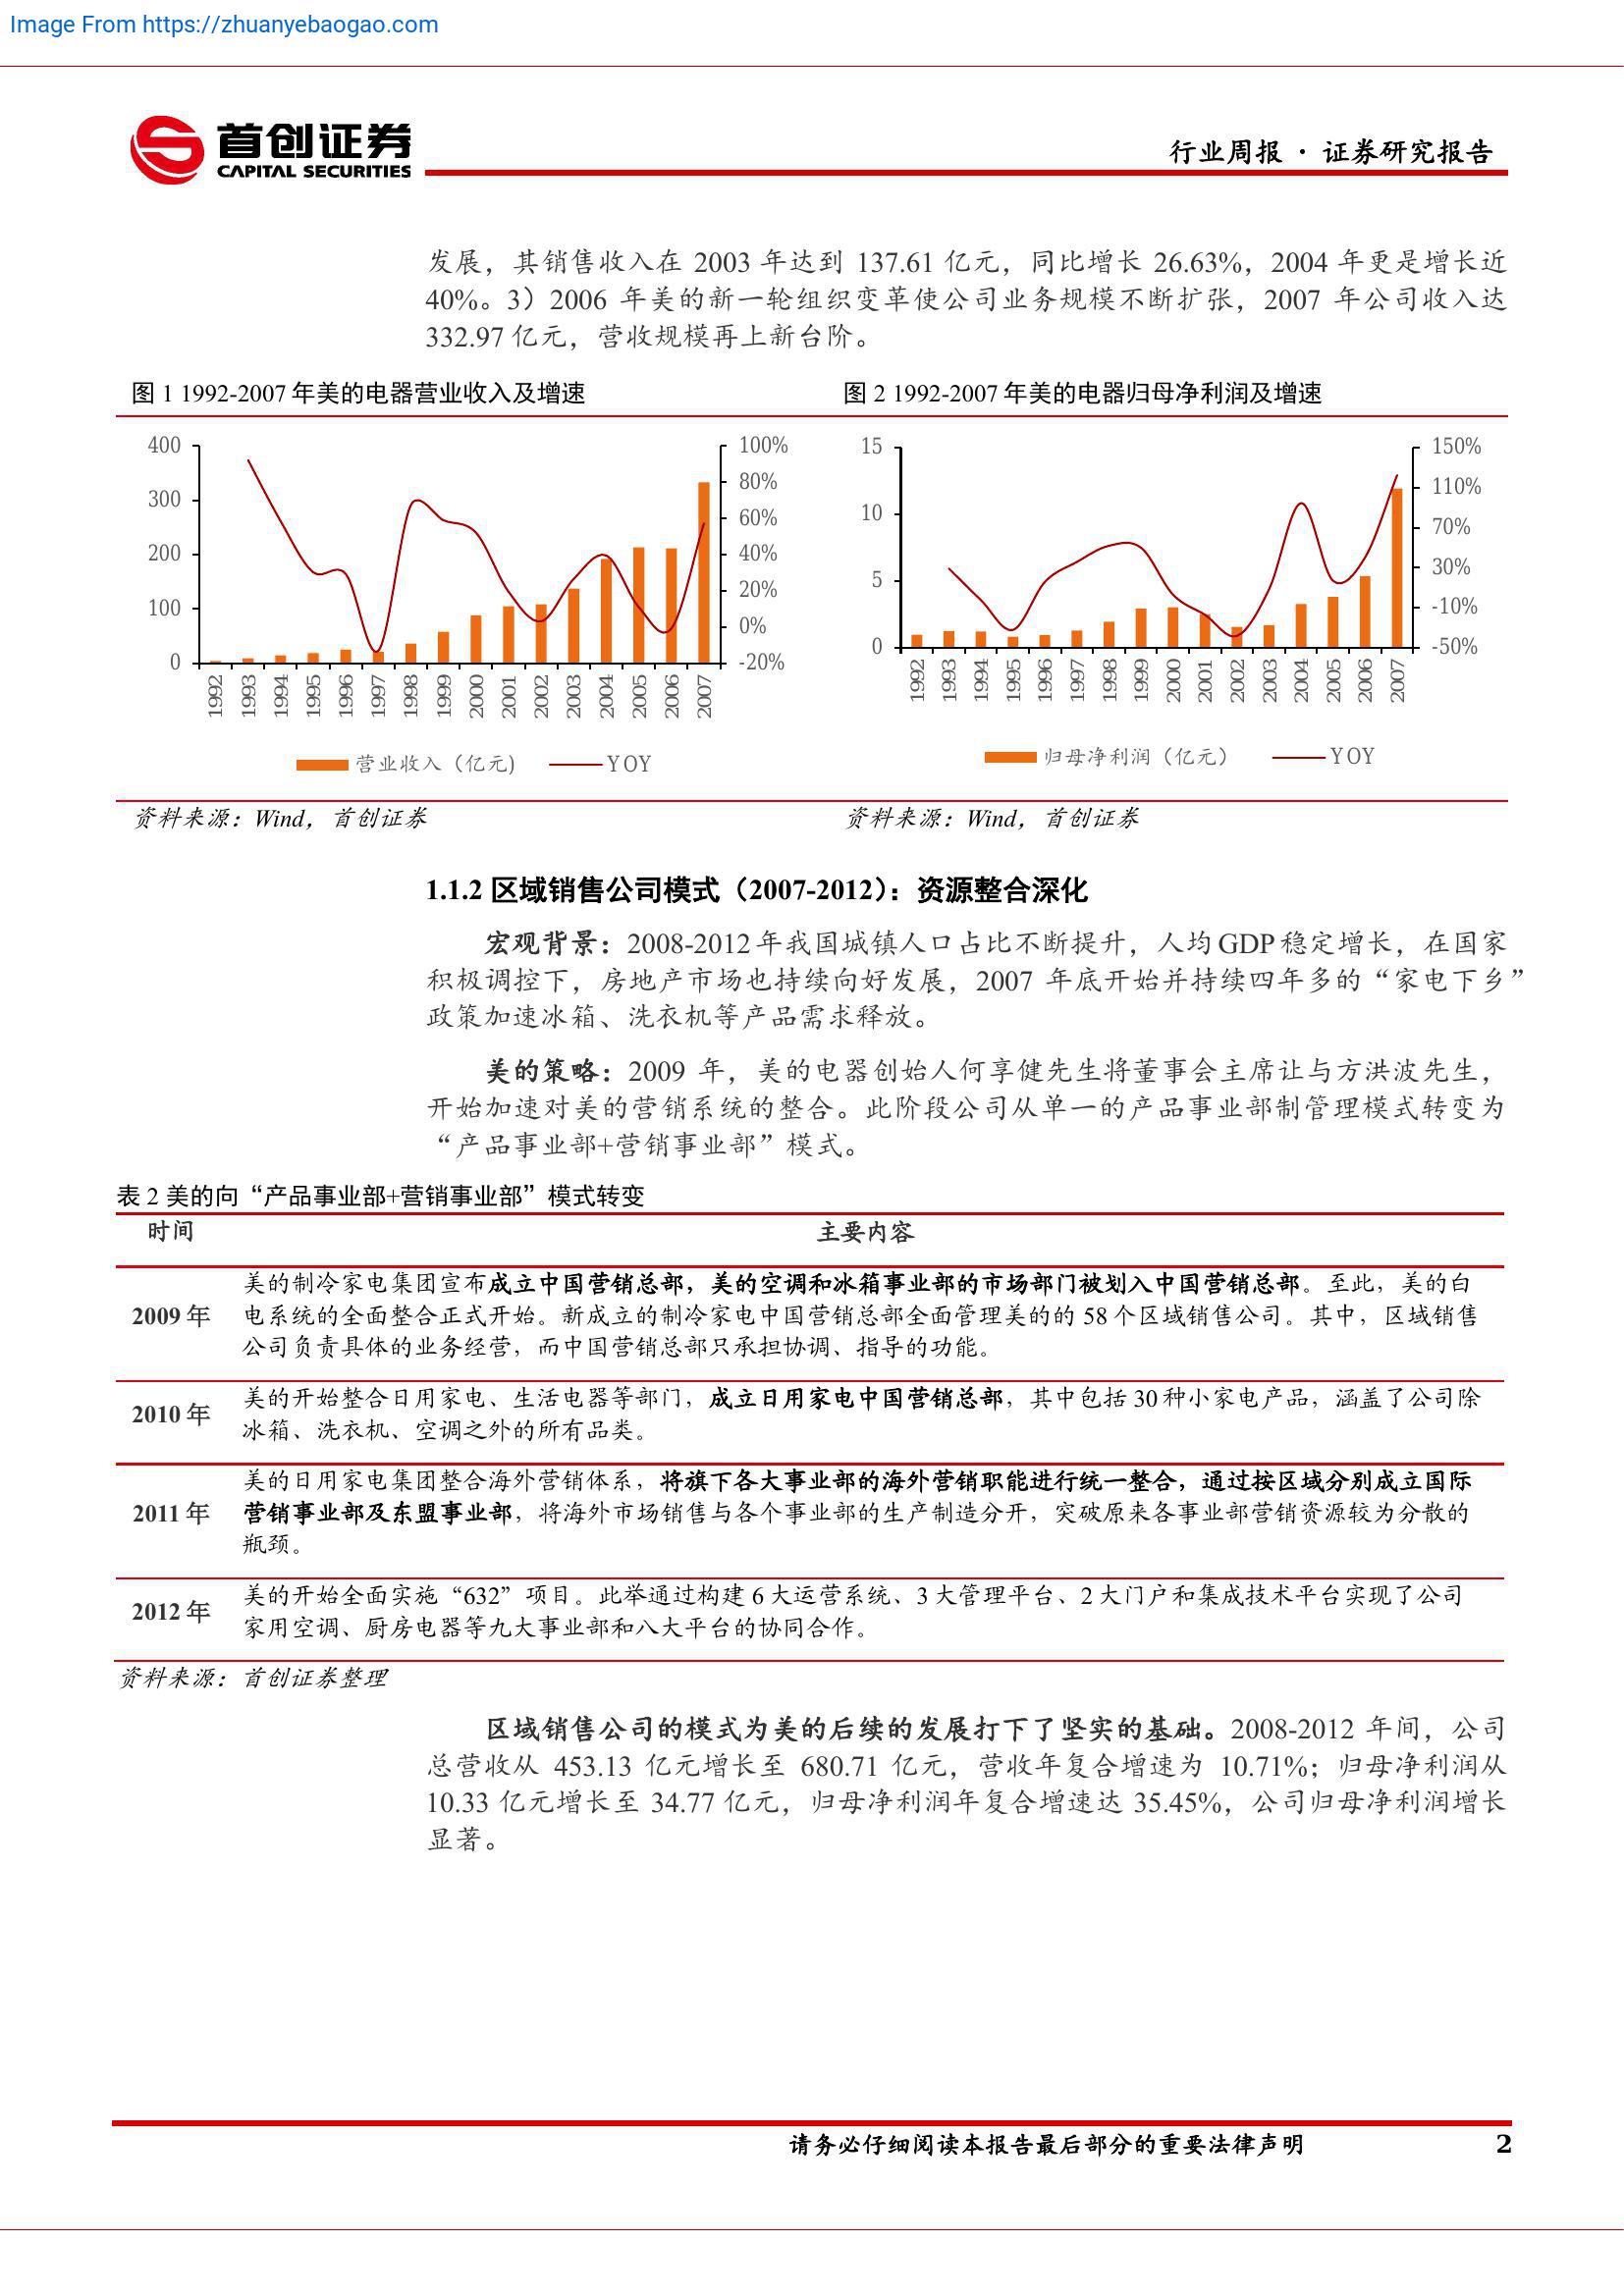 Image From https://zhuanyebaogao.com
首创证券
CAPITAL SECURITIES
行业周报 · 证券研究报告
发展，其销售收入在 2003 年达到 137.61 亿元，同比增长 26.63%，2004 年更是增长近
40%。3）2006 年美的新一轮组织变革使公司业务规模不断扩张，2007 年公司收入达
332.97 亿元，营收规模再上新台阶。
图 1 1992-2007 年美的电器营业收入及增速
400
300
200
100
0
100%
80%
60%
40%
20%
0%
-20%
1992
1993
1994
1995
1996
1997
1998
1999
2000
2001
2002
2003
2004
2005
2006
2007
营业收入（亿元)
YOY
资料来源：Wind，首创证券
图 2 1992-2007 年美的电器归母净利润及增速
15
10
5
0
150%
110%
70%
30%
-10%
-50%
1992
1993
1994
1995
1996
1997
1998
1999
2000
2001
2002
2003
2004
2005
2006
2007
归母净利润（亿元）
YOY
资料来源：Wind，首创证券
1.1.2 区域销售公司模式（2007-2012）：资源整合深化
宏观背景：2008-2012 年我国城镇人口占比不断提升，人均 GDP 稳定增长，在国家
积极调控下，房地产市场也持续向好发展，2007 年底开始并持续四年多的“家电下乡”
政策加速冰箱、洗衣机等产品需求释放。
美的策略：2009 年，美的电器创始人何享健先生将董事会主席让与方洪波先生，
开始加速对美的营销系统的整合。此阶段公司从单一的产品事业部制管理模式转变为
“产品事业部+营销事业部”模式。
表 2 美的向“产品事业部+营销事业部”模式转变
时间 主要内容
美的制冷家电集团宣布成立中国营销总部，美的空调和冰箱事业部的市场部门被划入中国营销总部。至此，美的白
2009 年 电系统的全面整合正式开始。新成立的制冷家电中国营销总部全面管理美的的 58 个区域销售公司。其中，区域销售
公司负责具体的业务经营，而中国营销总部只承担协调、指导的功能。
2010 年 美的开始整合日用家电、生活电器等部门，成立日用家电中国营销总部，其中包括 30 种小家电产品，涵盖了公司除
冰箱、洗衣机、空调之外的所有品类。
美的日用家电集团整合海外营销体系，将旗下各大事业部的海外营销职能进行统一整合，通过按区域分别成立国际
2011 年 营销事业部及东盟事业部，将海外市场销售与各个事业部的生产制造分开，突破原来各事业部营销资源较为分散的
瓶颈。
2012 年 美的开始全面实施“632”项目。此举通过构建 6 大运营系统、3 大管理平台、2 大门户和集成技术平台实现了公司
家用空调、厨房电器等九大事业部和八大平台的协同合作。
资料来源：首创证券整理
区域销售公司的模式为美的后续的发展打下了坚实的基础。2008-2012 年间，公司
总营收从 453.13 亿元增长至 680.71 亿元，营收年复合增速为 10.71%；归母净利润从
10.33 亿元增长至 34.77 亿元，归母净利润年复合增速达 35.45%，公司归母净利润增长
显著。
请务必仔细阅读本报告最后部分的重要法律声明
2